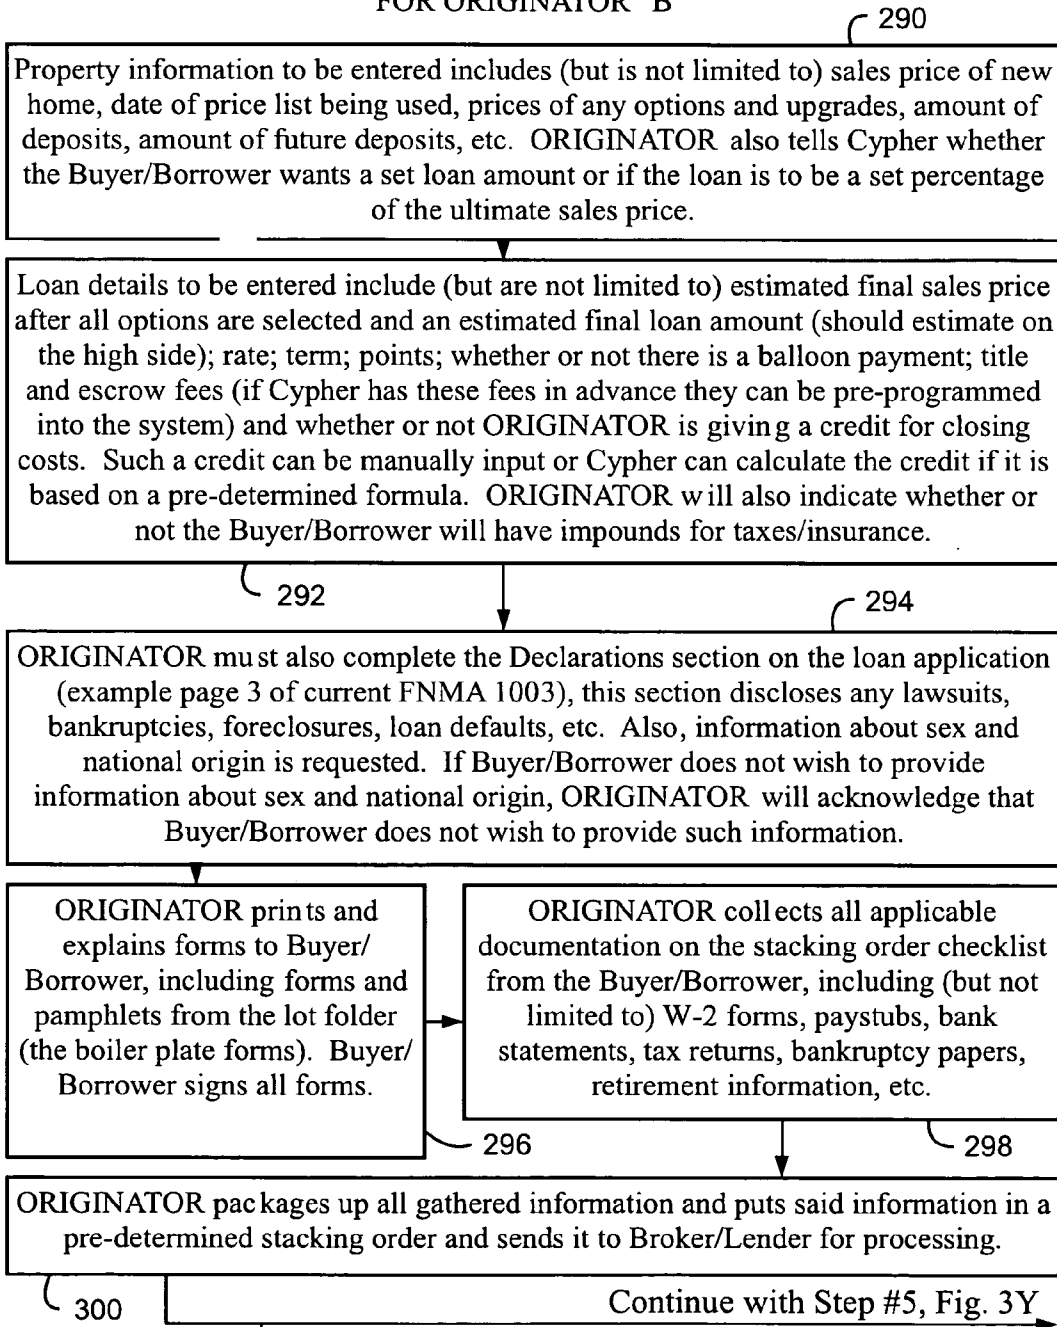 FOR ORIGINATOR "B"
290
Property information to be entered includes (but is not limited to) sales price of new
home, date of price list being used, prices of any options and upgrades, amount of
deposits, amount of future deposits, etc. ORIGINATOR also tells Cypher whether
the Buyer/Borrower wants a set loan amount or if the loan is to be a set percentage
of the ultimate sales price.
Loan details to be entered include (but are not limited to) estimated final sales price
after all options are selected and an estimated final loan amount (should estimate on
the high side); rate; term; points; whether or not there is a balloon payment; title
and escrow fees (if Cypher has these fees in advance they can be pre-programmed
into the system) and whether or not ORIGINATOR is giving a credit for closing
costs. Such a credit can be manually input or Cypher can calculate the credit if it is
based on a pre-determined formula. ORIGINATOR will also indicate whether or
not the Buyer/Borrower will have impounds for taxes/insurance.
292
294
ORIGINATOR must also complete the Declarations section on the loan application
(example page 3 of current FNMA 1003), this section discloses any lawsuits,
bankruptcies, foreclosures, loan defaults, etc. Also, information about sex and
national origin is requested. If Buyer/Borrower does not wish to provide
information about sex and national origin, ORIGINATOR will acknowledge that
Buyer/Borrower does not wish to provide such information.
ORIGINATOR prints and
explains forms to Buyer/
Borrower, including forms and
pamphlets from the lot folder
(the boiler plate forms). Buyer/
Borrower signs all forms.
296
ORIGINATOR collects all applicable
documentation on the stacking order checklist
from the Buyer/Borrower, including (but not
limited to) W-2 forms, paystubs, bank
statements, tax returns, bankruptcy papers,
retirement information, etc.
298
ORIGINATOR packages up all gathered information and puts said information in a
pre-determined stacking order and sends it to Broker/Lender for processing.
300
Continue with Step #5, Fig. 3Y